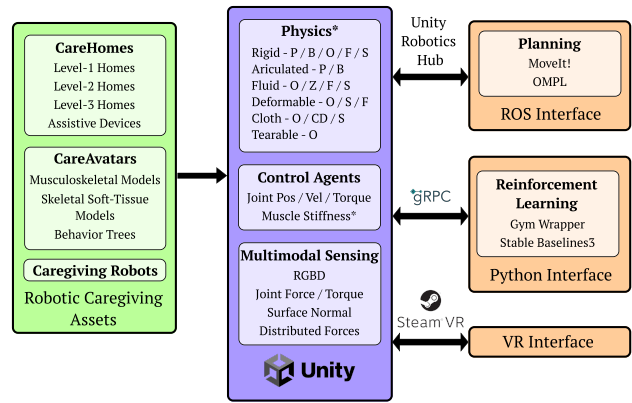 CareHomes
Level-1 Homes
Level-2 Homes
Level-3 Homes
Assistive Devices
CareAvatars
Musculoskeletal Models
Skeletal Soft-Tissue
Models
Behavior Trees
Caregiving Robots
Robotic Caregiving
Assets
Physics*
Rigid - P / B / O / F / S
Ariculated - P / B
Fluid - O / Z / F / S
Deformable - O / S / F
Cloth - O / CD / S
Tearable - O
Control Agents
Joint Pos / Vel / Torque
Muscle Stiffness*
Multimodal Sensing
RGBD
Joint Force / Torque
Surface Normal
Distributed Forces
Unity
Unity
Robotics
Hub
gRPC
Steam VR
Planning
MoveIt!
OMPL
ROS Interface
Reinforcement
Learning
Gym Wrapper
Stable Baselines3
Python Interface
VR Interface